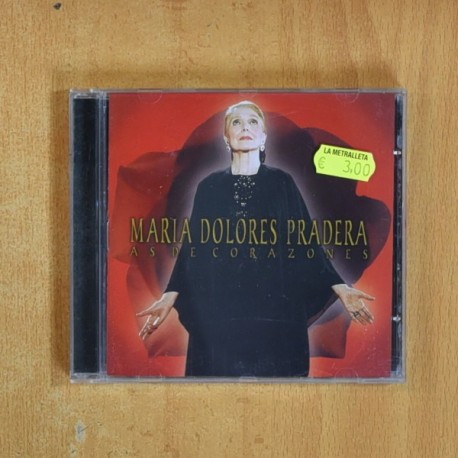 LA METRALLETA
€ 3,00
MARIA DOLORES PRADERA
AS DE CORAZONES